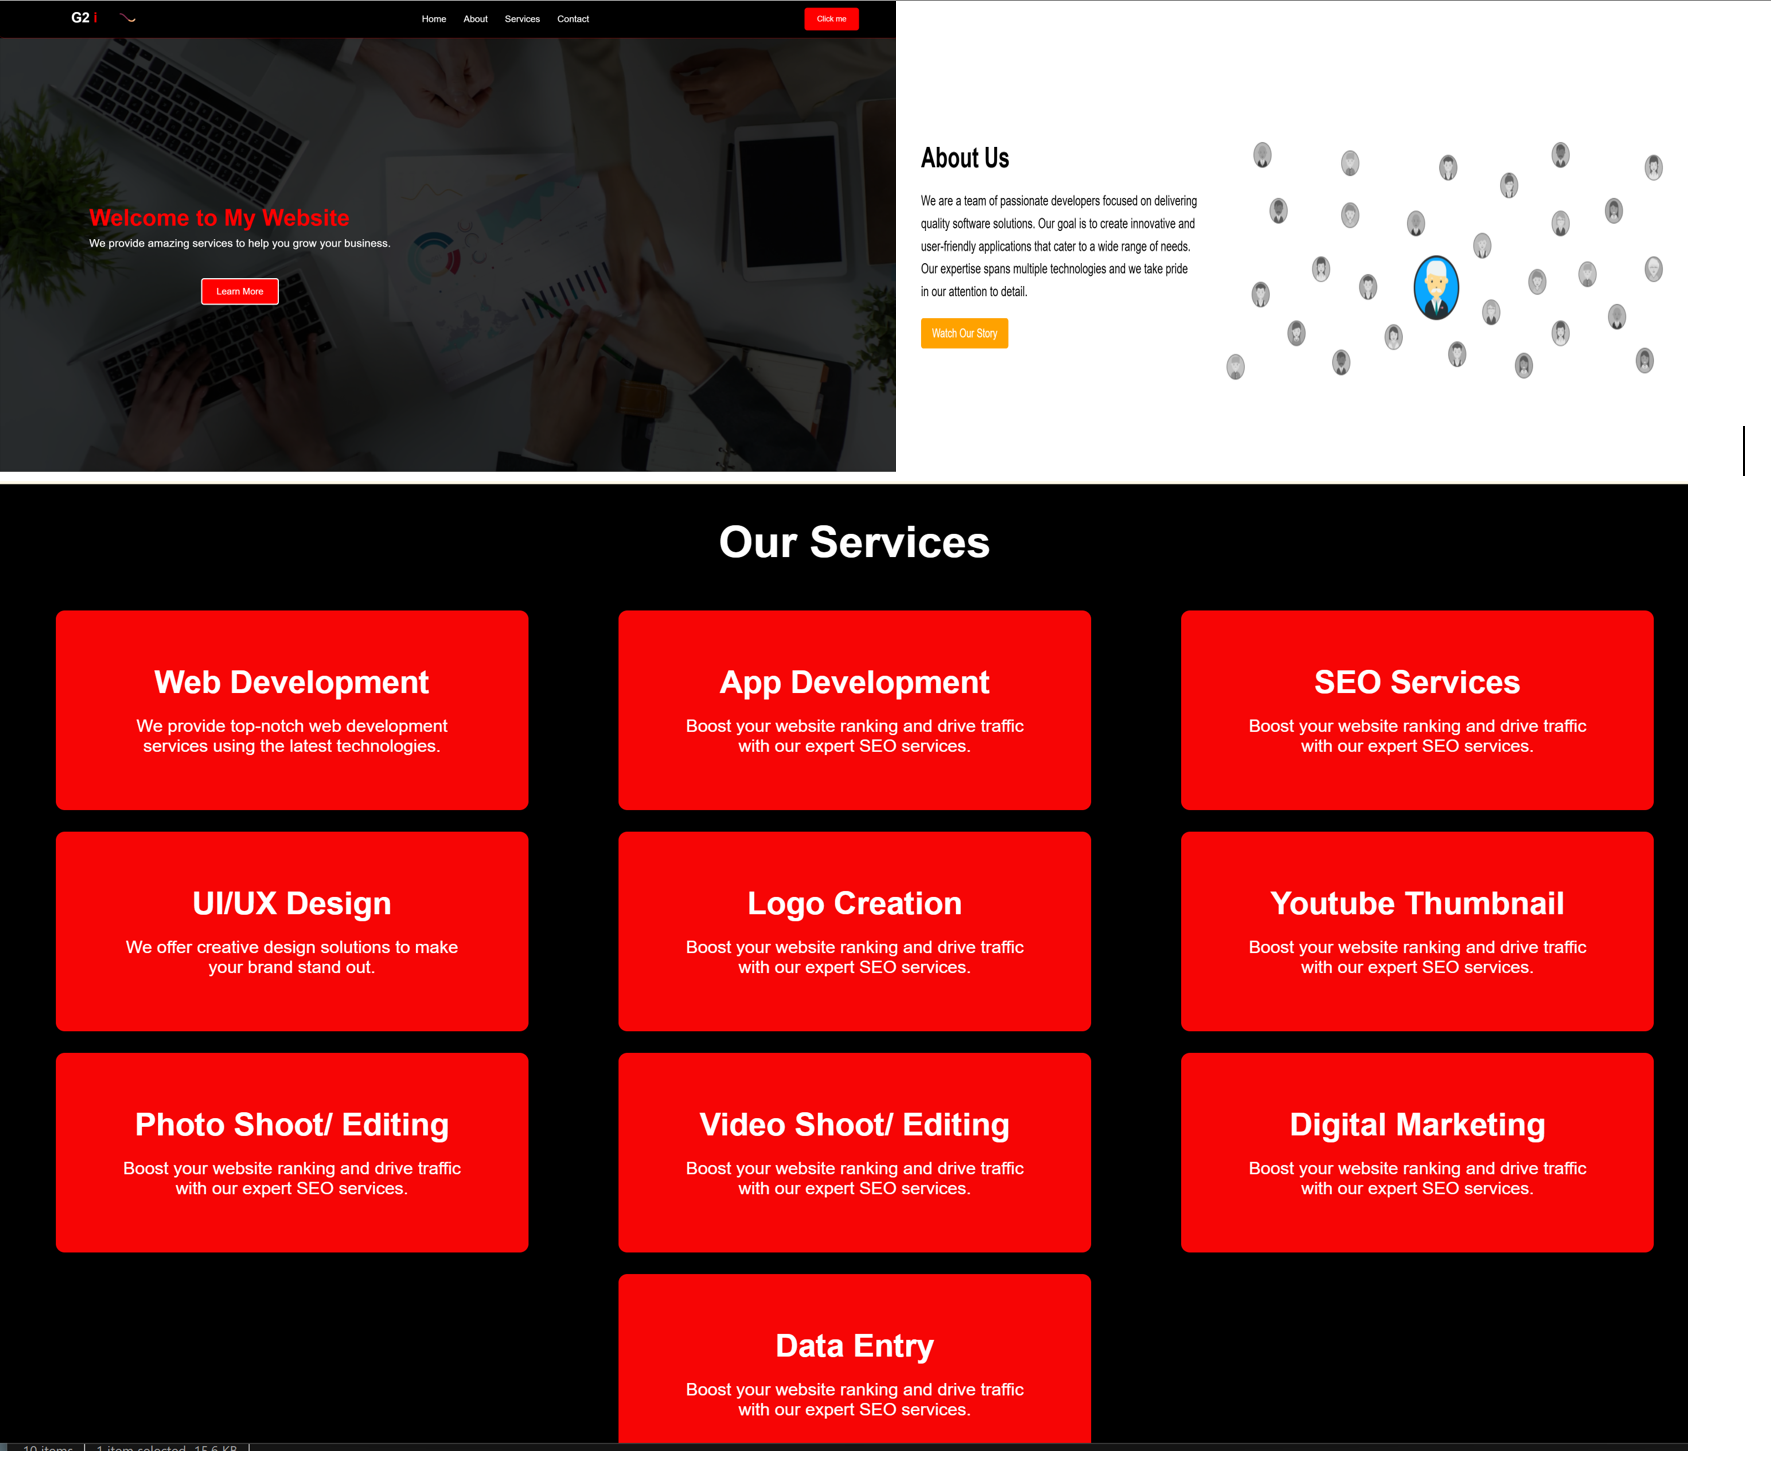 G2 i
Home About Services Contact
Click me
Welcome to My Website
We provide amazing services to help you grow your business.
Learn More
About Us
We are a team of passionate developers focused on delivering
quality software solutions. Our goal is to create innovative and
user-friendly applications that cater to a wide range of needs.
Our expertise spans multiple technologies and we take pride
in our attention to detail.
Watch Our Story
Our Services
Web Development
We provide top-notch web development
services using the latest technologies.
App Development
Boost your website ranking and drive traffic
with our expert SEO services.
SEO Services
Boost your website ranking and drive traffic
with our expert SEO services.
UI/UX Design
We offer creative design solutions to make
your brand stand out.
Logo Creation
Boost your website ranking and drive traffic
with our expert SEO services.
Youtube Thumbnail
Boost your website ranking and drive traffic
with our expert SEO services.
Photo Shoot/ Editing
Boost your website ranking and drive traffic
with our expert SEO services.
Video Shoot/ Editing
Boost your website ranking and drive traffic
with our expert SEO services.
Digital Marketing
Boost your website ranking and drive traffic
with our expert SEO services.
Data Entry
Boost your website ranking and drive traffic
with our expert SEO services.
10 items 1 item selected 15.6 KB